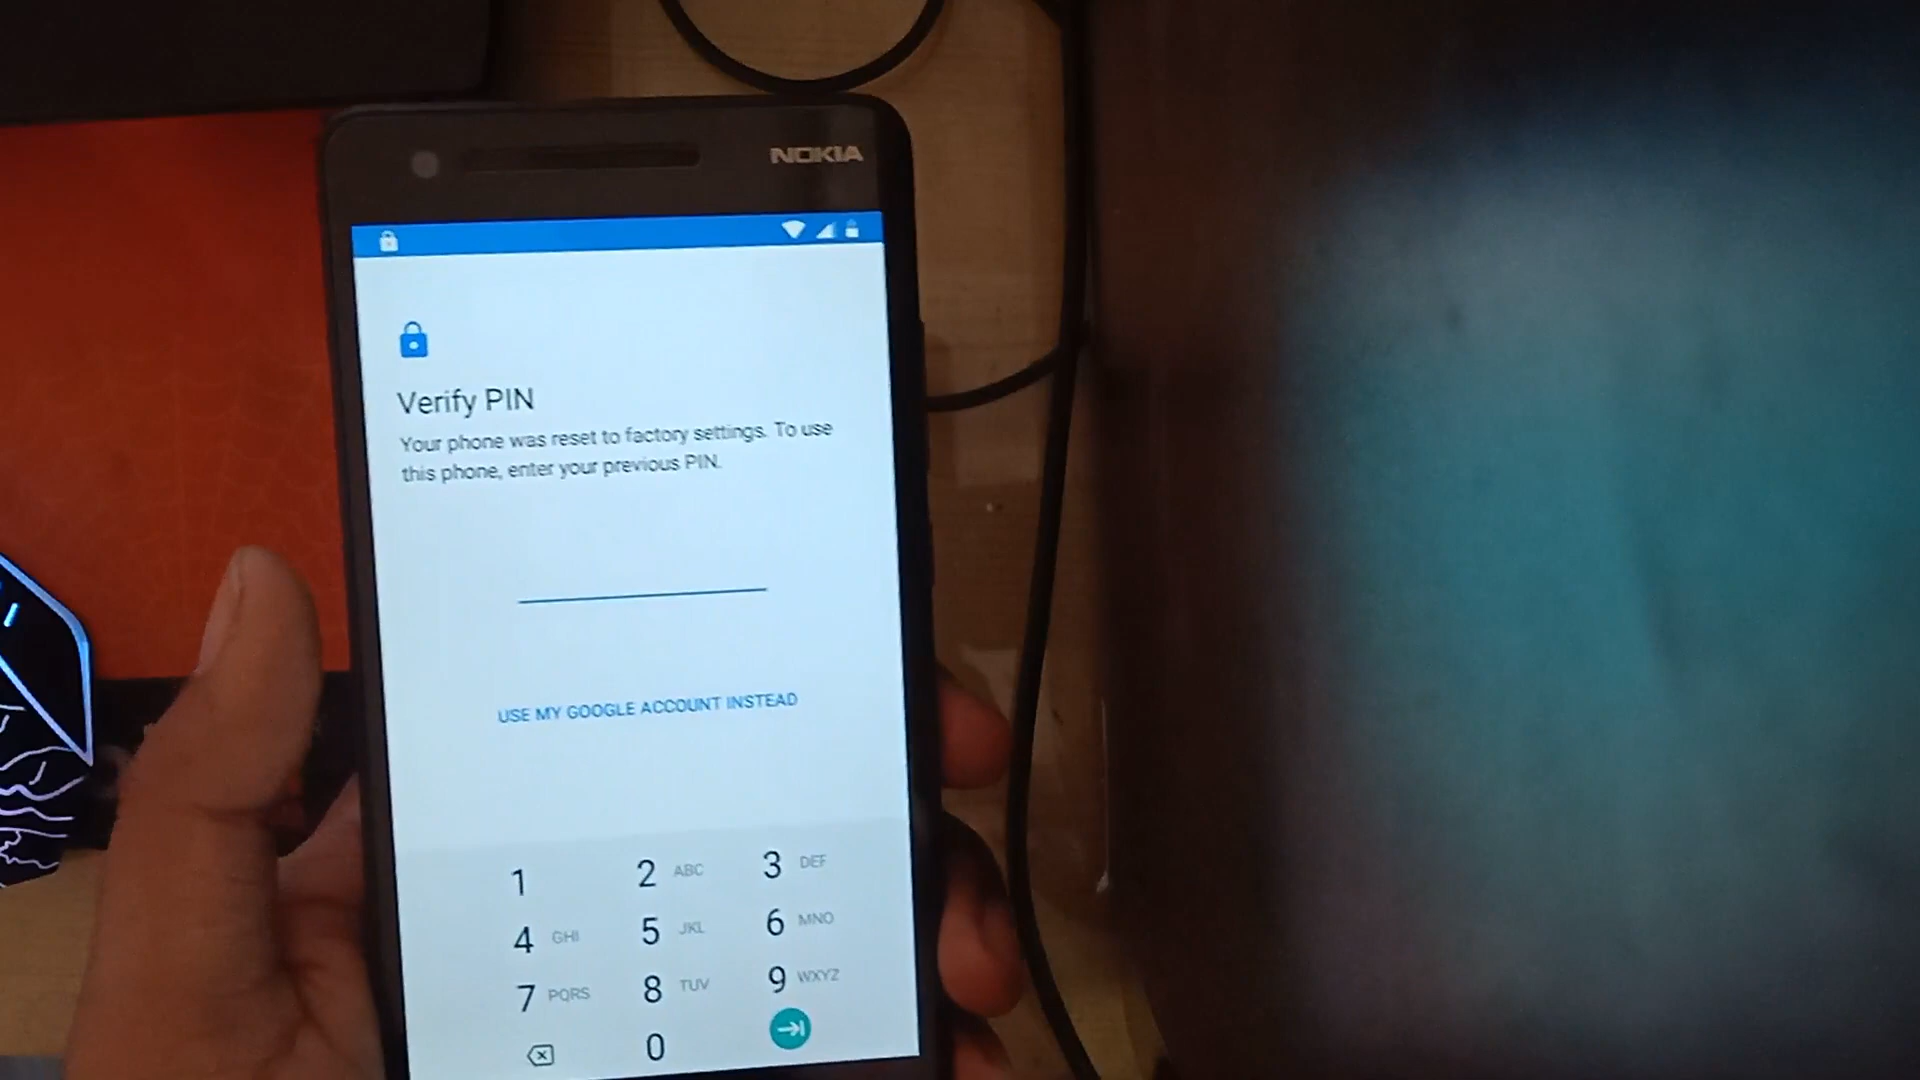 NOKIA
Verify PIN
Your phone was reset to factory settings. To use
this phone, enter your previous PIN.
USE MY GOOGLE ACCOUNT INSTEAD
1 2 ABC 3 DEF
4 GHI 5 JKL 6 MNO
7 PQRS 8 TUV 9 WXYZ
0